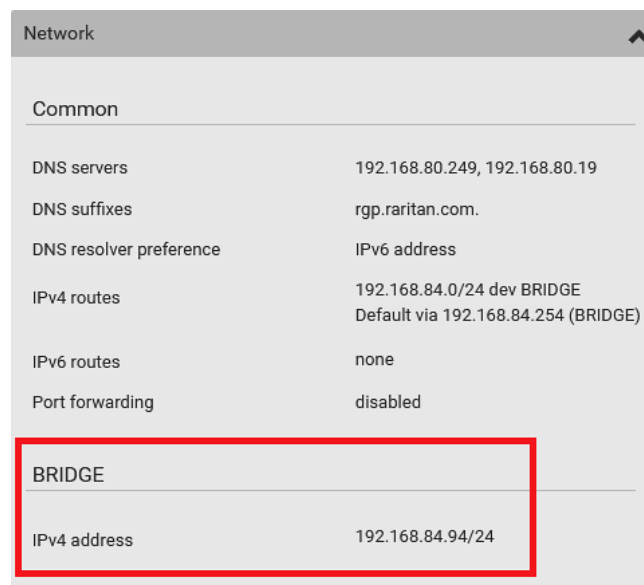 Network
Common
DNS servers 192.168.80.249, 192.168.80.19
DNS suffixes rgp.raritan.com.
DNS resolver preference IPv6 address
IPv4 routes 192.168.84.0/24 dev BRIDGE
Default via 192.168.84.254 (BRIDGE)
IPv6 routes none
Port forwarding disabled
BRIDGE
IPv4 address 192.168.84.94/24